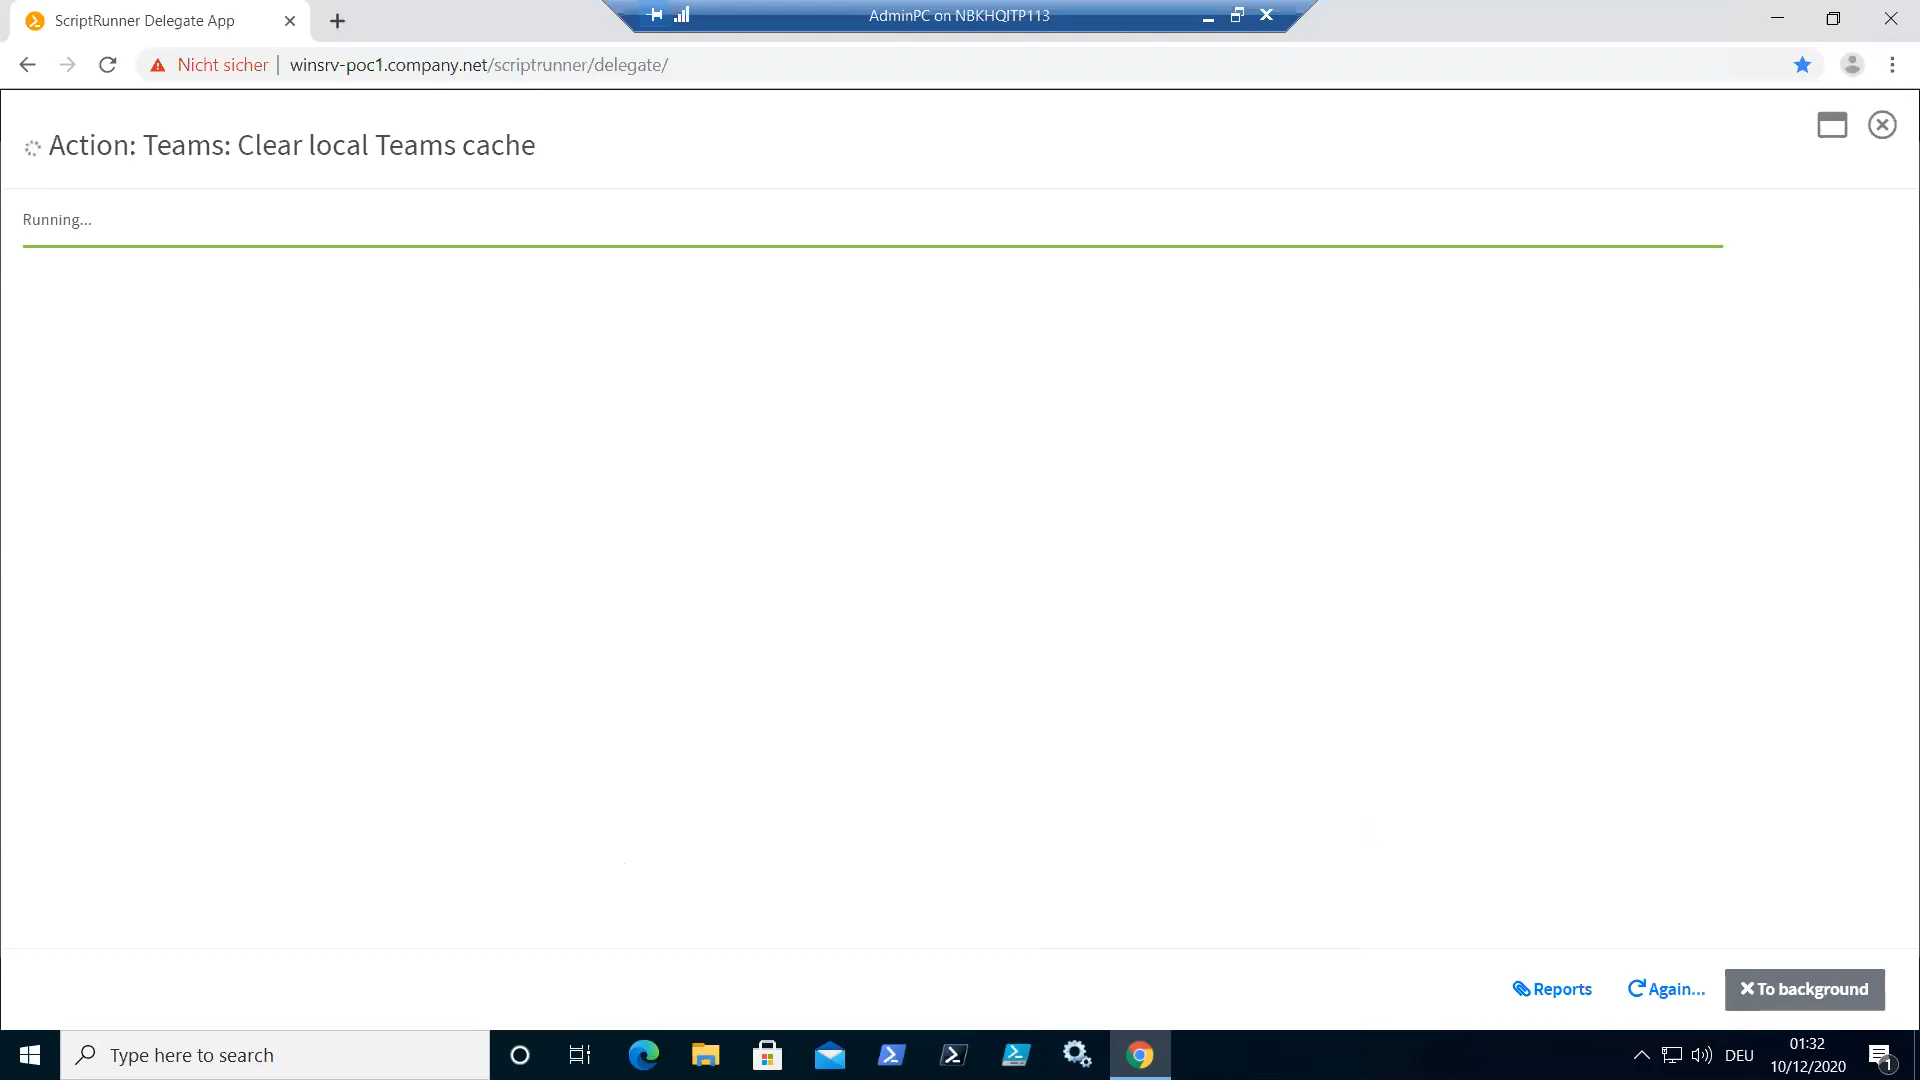 ScriptRunner Delegate App
AdminPC on NBKHQITP113
Nicht sicher
winsrv-poc1.company.net/scriptrunner/delegate/
Action: Teams: Clear local Teams cache
Running...
Reports
Again...
To background
Type here to search
DEU
01:32
10/12/2020
1